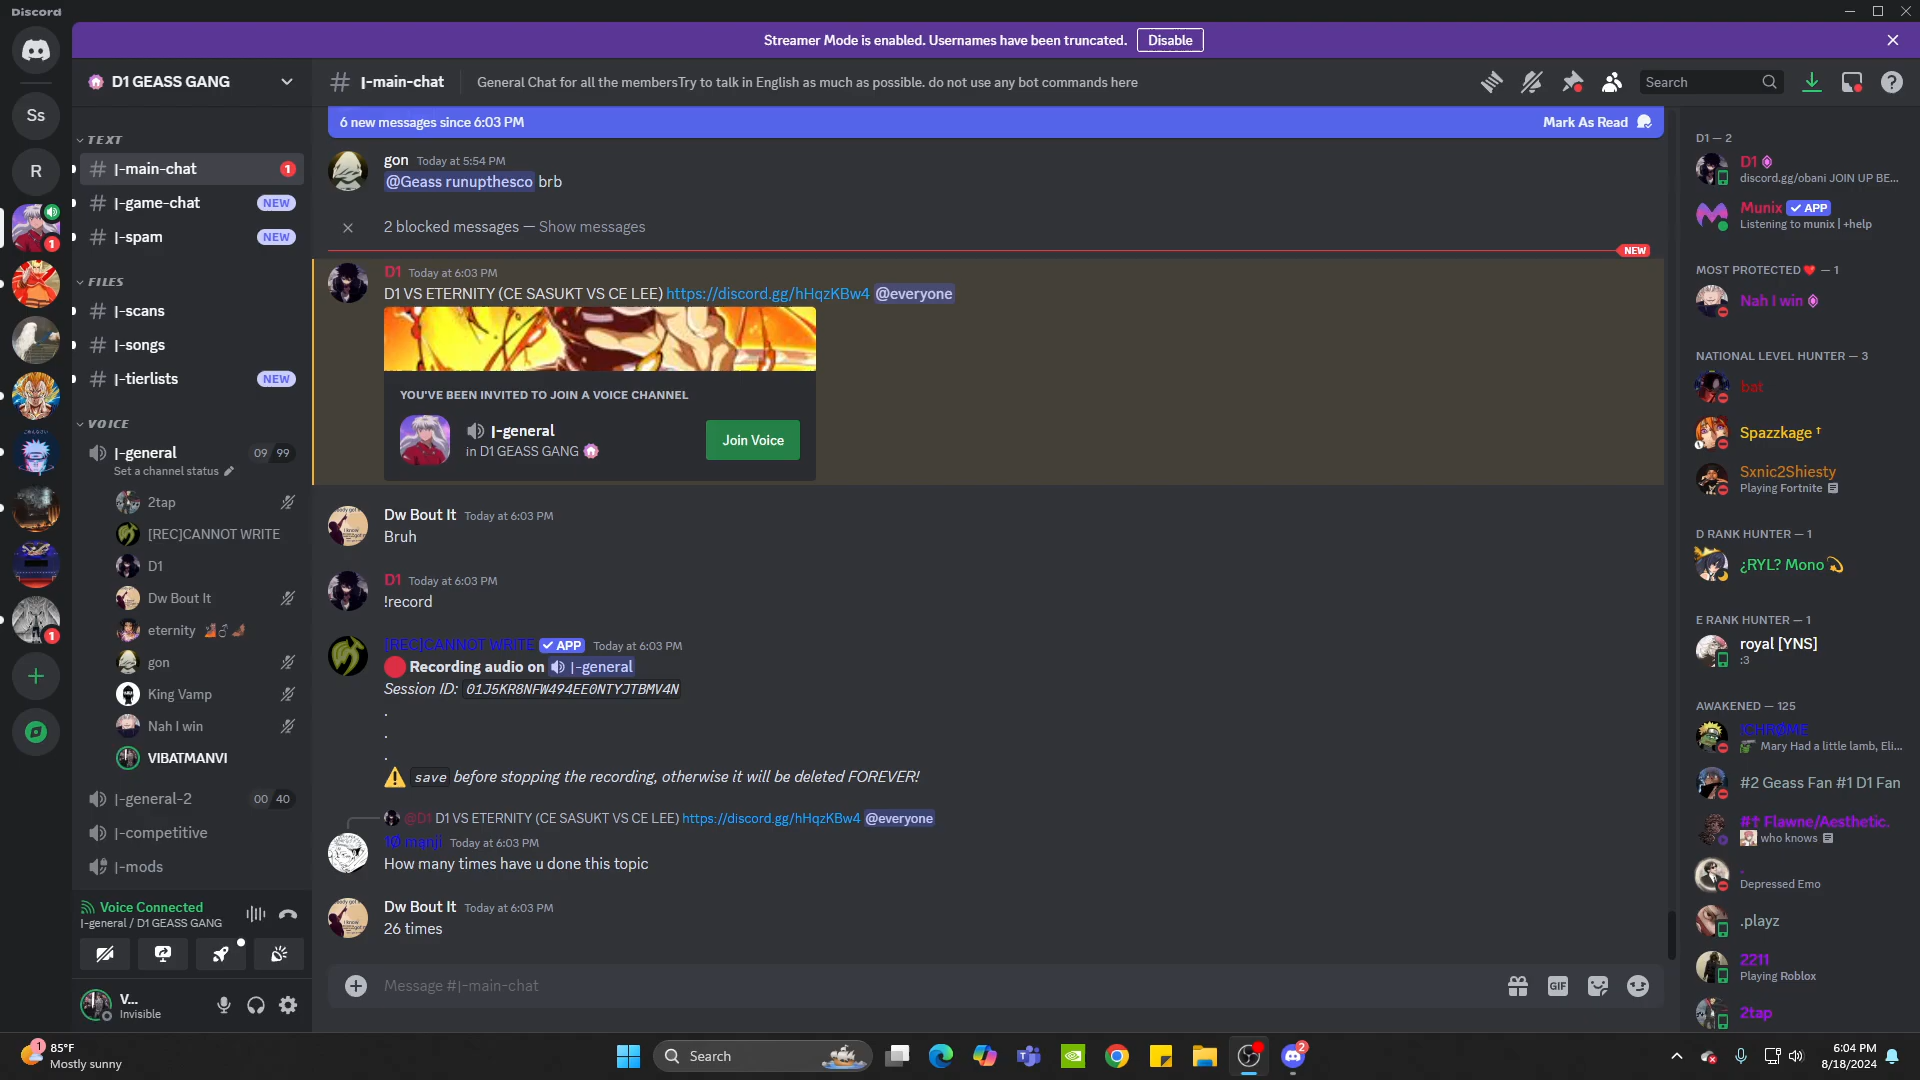 Discord
Streamer Mode is enabled. Usernames have been truncated. Disable
D1 GEASS GANG
|-main-chat
General Chat for all the membersTry to talk in English as much as possible. do not use any bot commands here
Search
Ss
R
1
1
TEXT
|-main-chat 1
|-game-chat NEW
|-spam NEW
FILES
|-scans
|-songs
|-tierlists NEW
VOICE
|-general 09 99
Set a channel status
2tap
[REC]CANNOT WRITE
D1
Dw Bout It
eternity
gon
King Vamp
Nah I win
VIBATMANVI
|-general-2 00 40
|-competitive
|-mods
Voice Connected
|-general / D1 GEASS GANG
V...
Invisible
6 new messages since 6:03 PM Mark As Read
gon Today at 5:54 PM
@Geass runupthesco brb
2 blocked messages — Show messages
NEW
D1 Today at 6:03 PM
D1 VS ETERNITY (CE SASUKT VS CE LEE) https://discord.gg/hHqzKBw4 @everyone
YOU'VE BEEN INVITED TO JOIN A VOICE CHANNEL
|-general
in D1 GEASS GANG
Join Voice
Dw Bout It Today at 6:03 PM
Bruh
D1 Today at 6:03 PM
!record
[REC]CANNOT WRITE APP Today at 6:03 PM
Recording audio on |-general
Session ID: 01J5KR8NFW494EE0NTYJTBMV4N
.
.
.
save before stopping the recording, otherwise it will be deleted FOREVER!
@D1 D1 VS ETERNITY (CE SASUKT VS CE LEE) https://discord.gg/hHqzKBw4 @everyone
manji Today at 6:03 PM
How many times have u done this topic
Dw Bout It Today at 6:03 PM
26 times
Message #|-main-chat
GIF
D1 — 2
D1
discord.gg/obani JOIN UP BE...
Munix APP
Listening to munix | +help
MOST PROTECTED❤️ — 1
Nah I win
NATIONAL LEVEL HUNTER — 3
bat
Spazzkage †
Sxnic2Shiesty
Playing Fortnite
D RANK HUNTER — 1
¿RYL? Mono💫
E RANK HUNTER — 1
royal [YNS]
:3
AWAKENED — 125
Mary Had a little lamb, Eli...
#2 Geass Fan #1 D1 Fan
#† Flawne/Aesthetic.
who knows
.
Depressed Emo
.playz
2211
Playing Roblox
2tap
1
85°F
Mostly sunny
Search
2
6:04 PM
8/18/2024